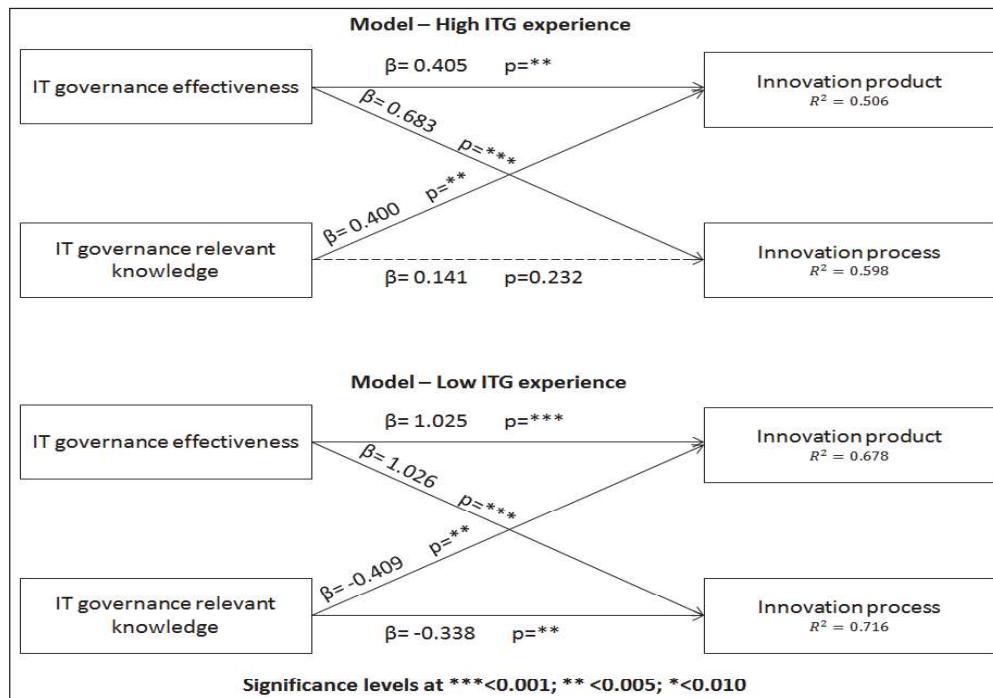 Model – High ITG experience
IT governance effectiveness
β= 0.405 p=**
Innovation product
R² = 0.506
β= 0.683 p=***
β= 0.400 p=**
IT governance relevant
knowledge
β= 0.141 p=0.232
Innovation process
R² = 0.598
Model – Low ITG experience
IT governance effectiveness
β= 1.025 p=***
Innovation product
R² = 0.678
β= 1.026 p=***
β= -0.409 p=**
IT governance relevant
knowledge
β= -0.338 p=**
Innovation process
R² = 0.716
Significance levels at ***<0.001; ** <0.005; *<0.010